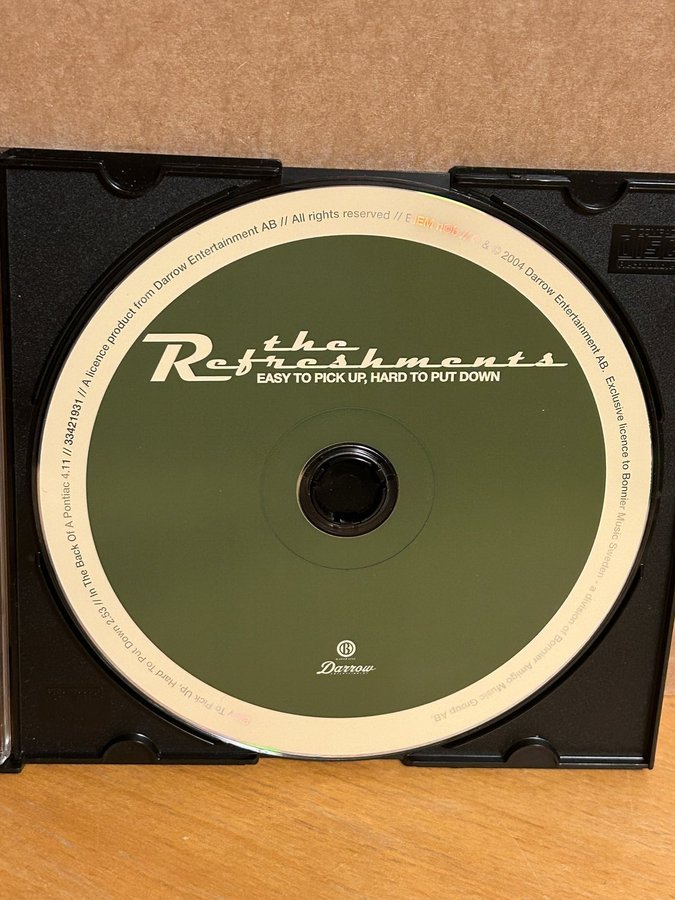 the
Refreshments
EASY TO PICK UP, HARD TO PUT DOWN
B
Darrow
To Pick Up, Hard To Put Down 2.53 // In The Back Of A Pontiac 4.11 // 33421931 // A licence product from Darrow Entertainment AB // All rights reserved // BIEM n©b // & © 2004 Darrow Entertainment AB. Exclusive licence to Bonnier Music Sweden - a division of Bonnier Amigo Music Group AB.